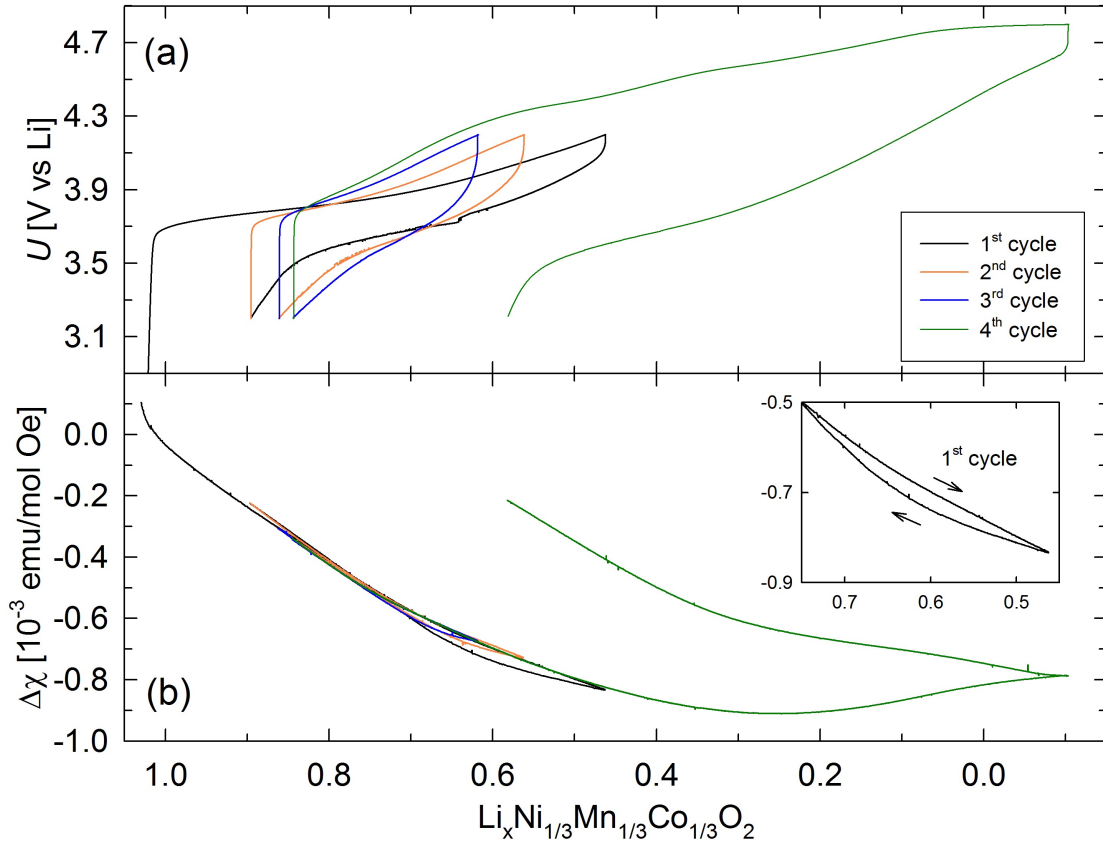 (a)
U [V vs Li]
4.7
4.3
3.9
3.5
3.1
1st cycle
2nd cycle
3rd cycle
4th cycle
(b)
Δχ [10-3 emu/mol Oe]
0.0
-0.2
-0.4
-0.6
-0.8
-1.0
-0.5
-0.7
-0.9
1st cycle
0.7 0.6 0.5
1.0 0.8 0.6 0.4 0.2 0.0
LixNi1/3Mn1/3Co1/3O2